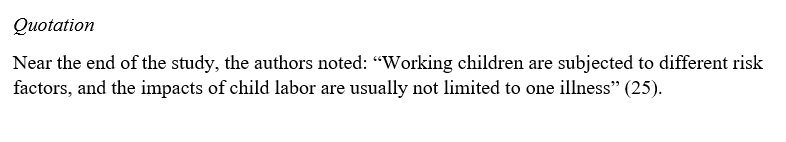 Quotation
Near the end of the study, the authors noted: “Working children are subjected to different risk
factors, and the impacts of child labor are usually not limited to one illness” (25).